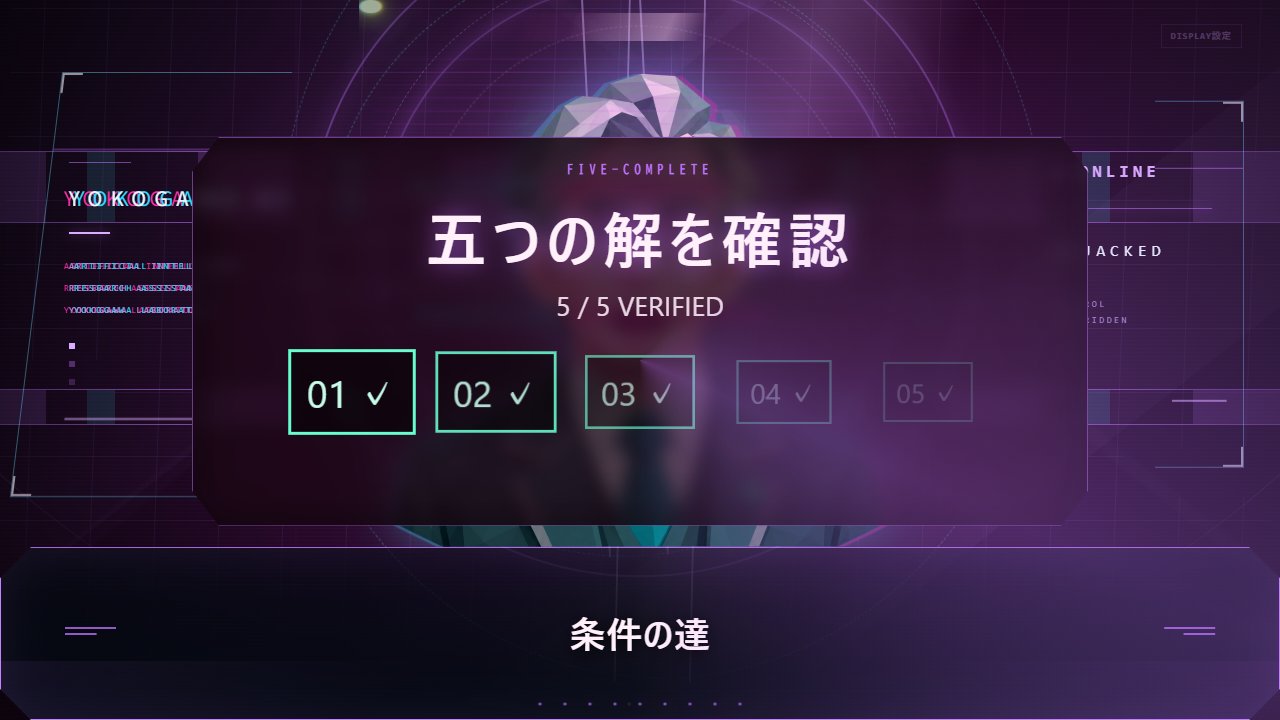 DISPLAY設定
YOKOGA
ONLINE
JACKED
FIVE-COMPLETE
五つの解を確認
5 / 5 VERIFIED
01 ✓
02 ✓
03 ✓
04 ✓
05 ✓
条件の達